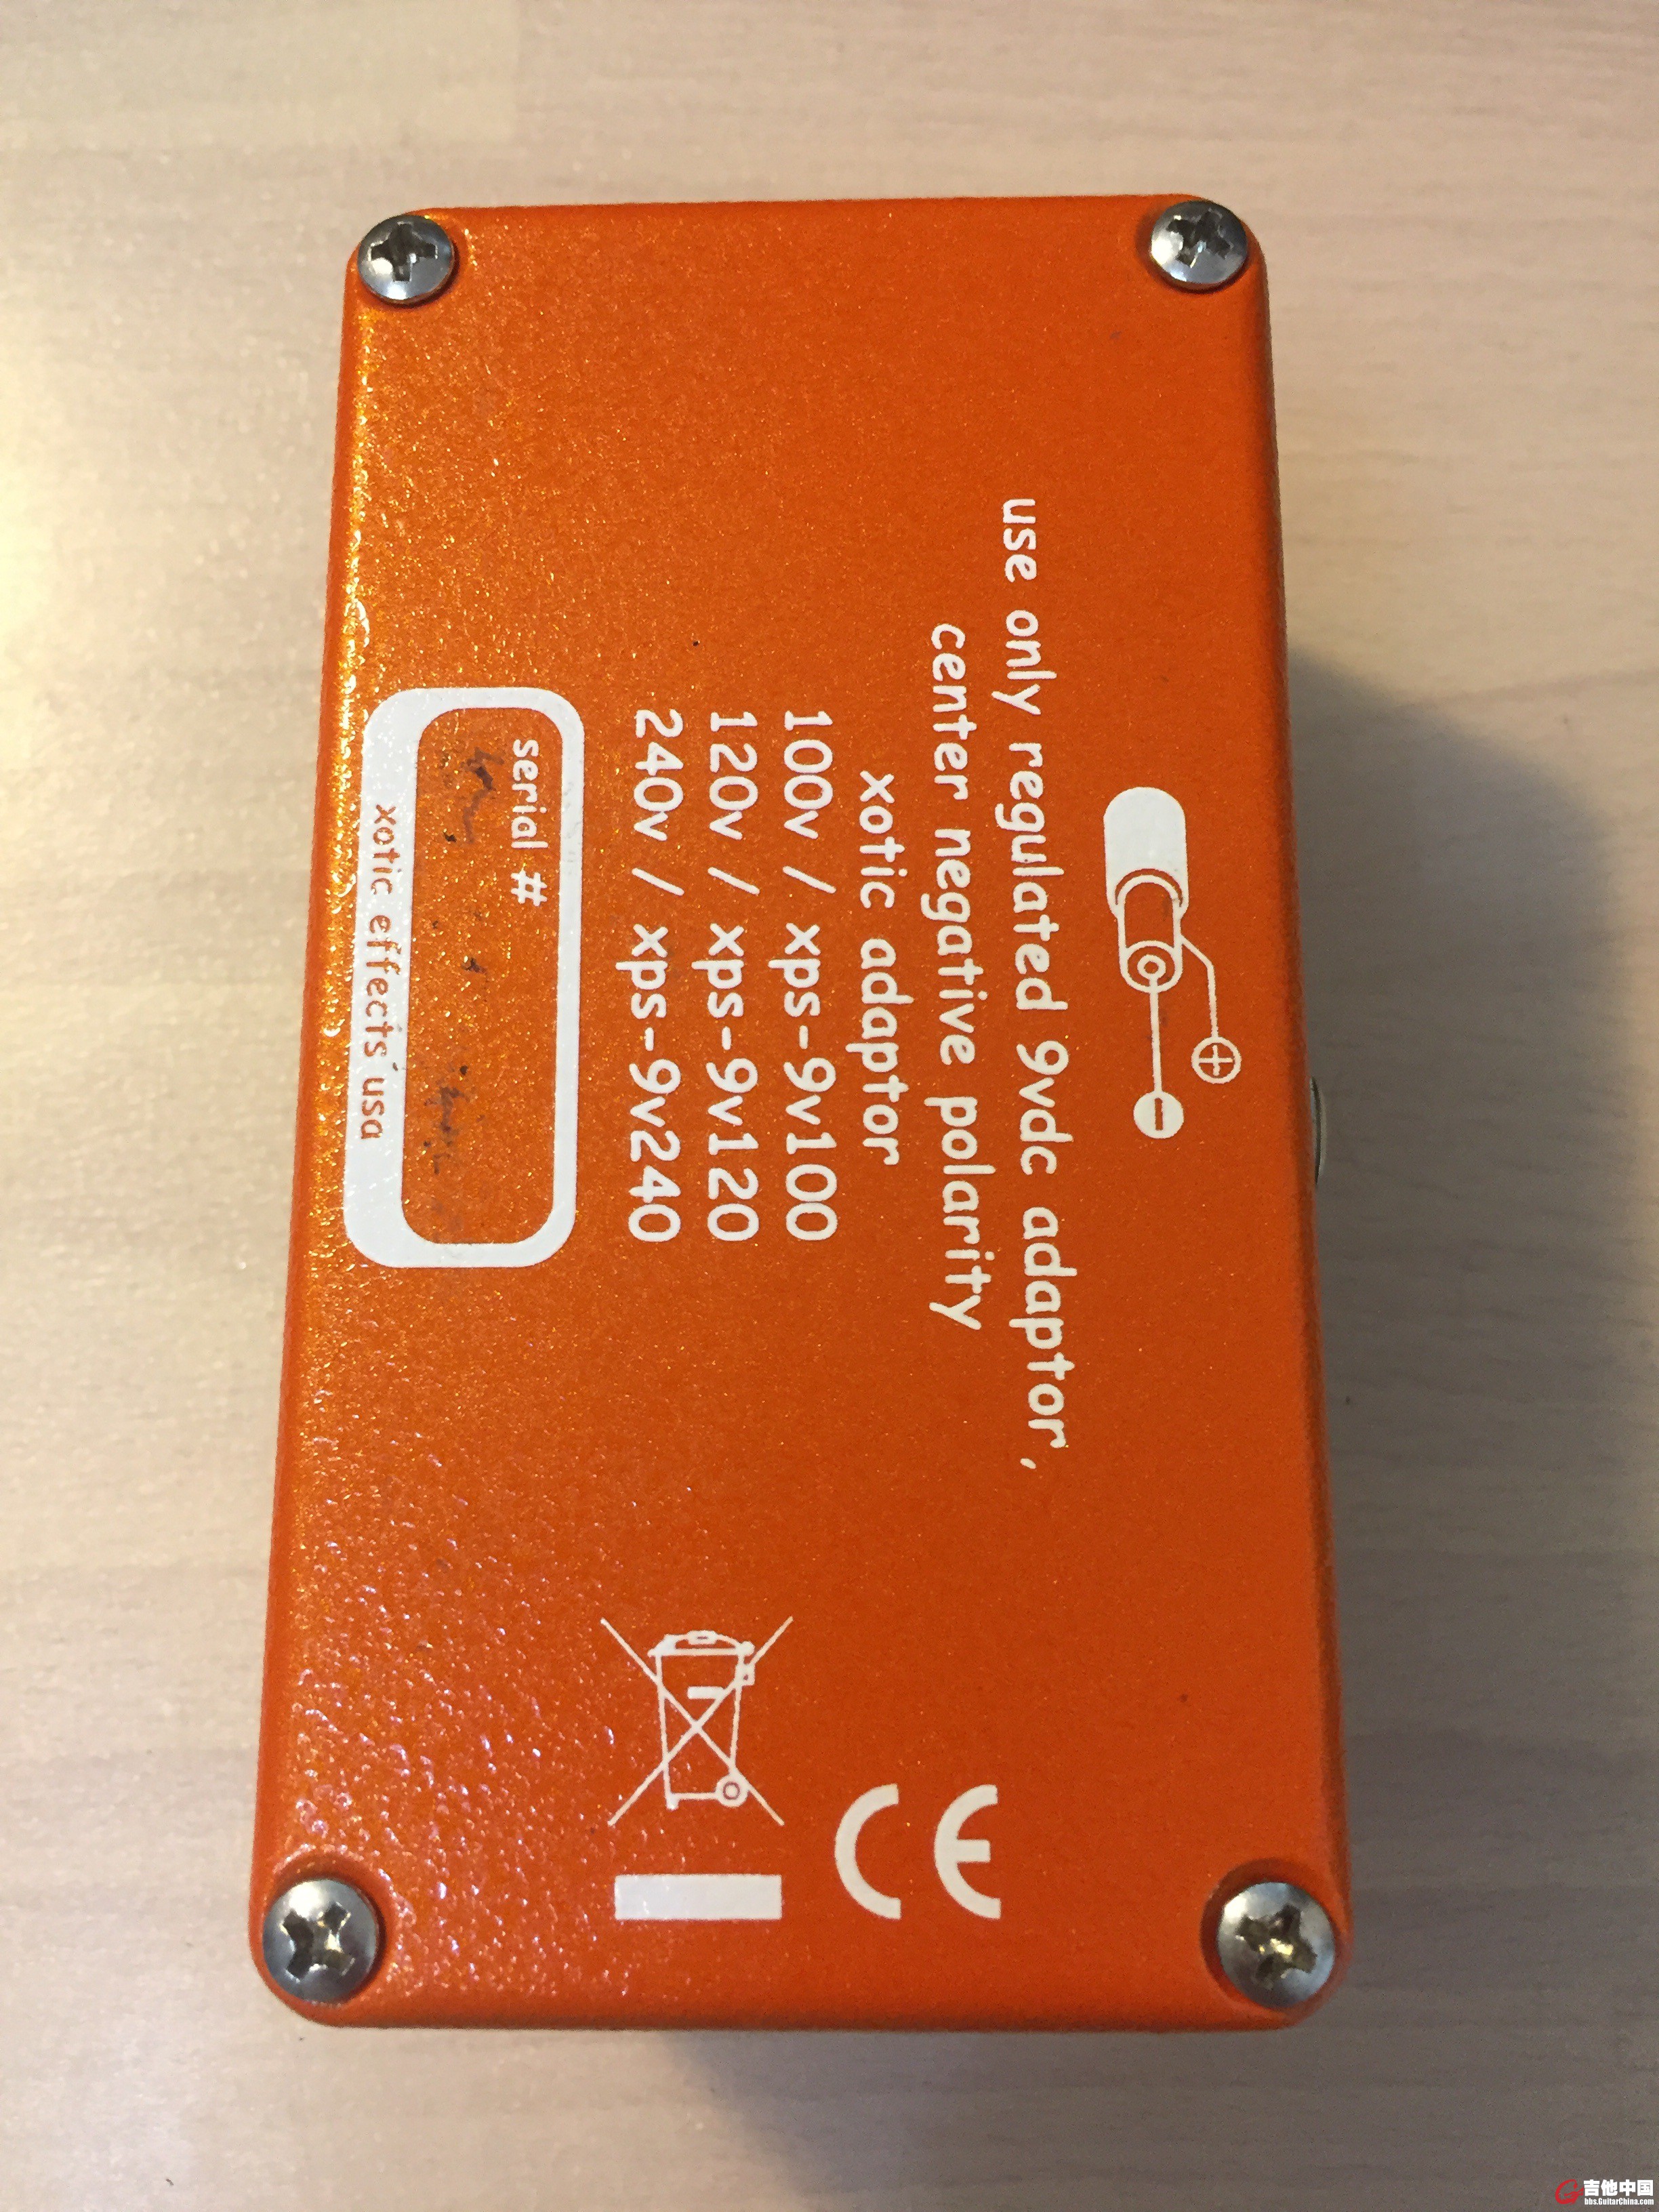 use only regulated 9vdc adaptor,
center negative polarity
xotic adaptor
100v / xps-9v100
120v / xps-9v120
240v / xps-9v240
serial #
xotic effects usa
CE
吉他中国
bbs.GuitarChina.com